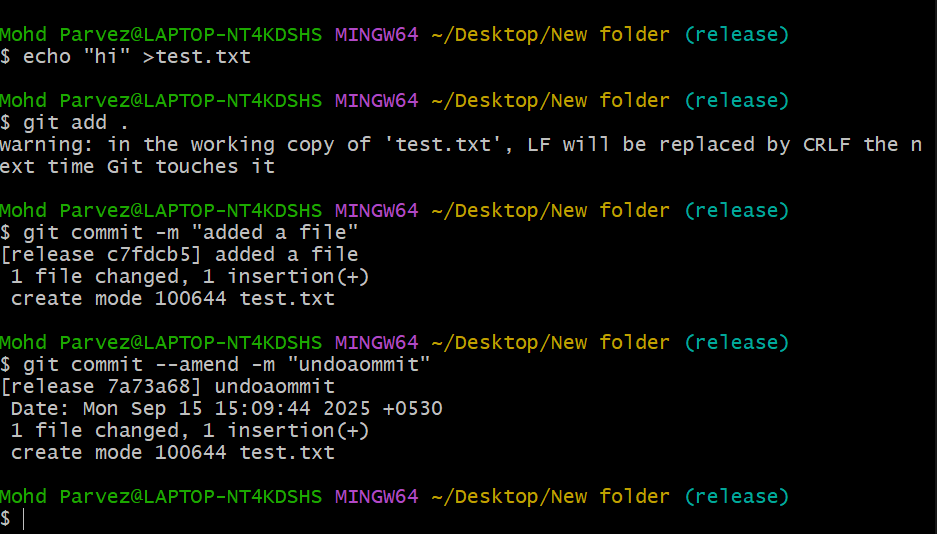 Mohd Parvez@LAPTOP-NT4KDSHS MINGW64 ~/Desktop/New folder (release)
$ echo "hi" >test.txt
Mohd Parvez@LAPTOP-NT4KDSHS MINGW64 ~/Desktop/New folder (release)
$ git add .
warning: in the working copy of 'test.txt', LF will be replaced by CRLF the n
ext time Git touches it
Mohd Parvez@LAPTOP-NT4KDSHS MINGW64 ~/Desktop/New folder (release)
$ git commit -m "added a file"
[release c7fdcb5] added a file
 1 file changed, 1 insertion(+)
 create mode 100644 test.txt
Mohd Parvez@LAPTOP-NT4KDSHS MINGW64 ~/Desktop/New folder (release)
$ git commit --amend -m "undoaommit"
[release 7a73a68] undoaommit
 Date: Mon Sep 15 15:09:44 2025 +0530
 1 file changed, 1 insertion(+)
 create mode 100644 test.txt
Mohd Parvez@LAPTOP-NT4KDSHS MINGW64 ~/Desktop/New folder (release)
$